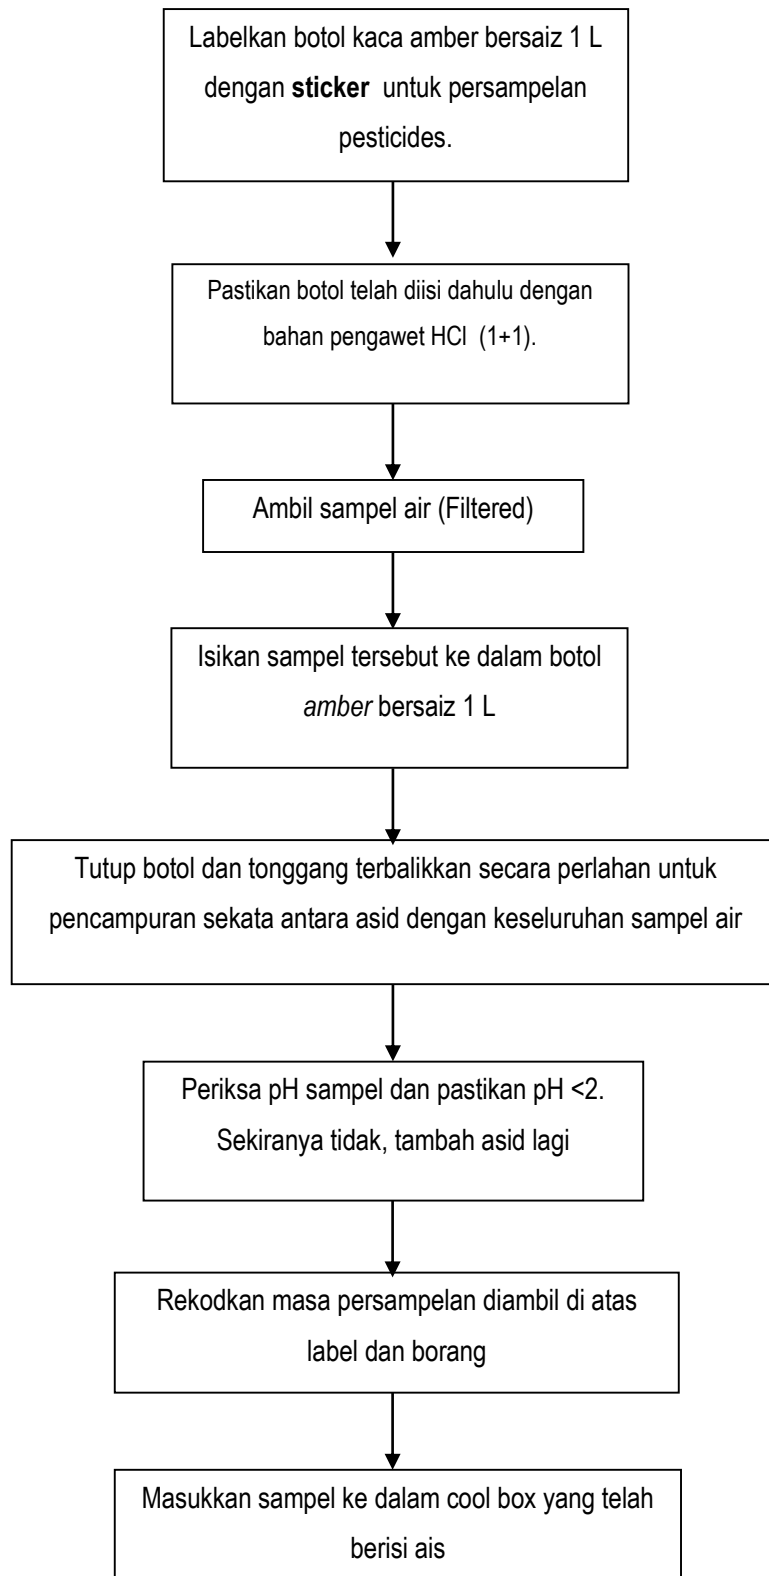 Labelkan botol kaca amber bersaiz 1 L
dengan sticker untuk persampelan
pesticides.
Pastikan botol telah diisi dahulu dengan
bahan pengawet HCl (1+1).
Ambil sampel air (Filtered)
Isikan sampel tersebut ke dalam botol
amber bersaiz 1 L
Tutup botol dan tonggang terbalikkan secara perlahan untuk
pencampuran sekata antara asid dengan keseluruhan sampel air
Periksa pH sampel dan pastikan pH <2.
Sekiranya tidak, tambah asid lagi
Rekodkan masa persampelan diambil di atas
label dan borang
Masukkan sampel ke dalam cool box yang telah
berisi ais